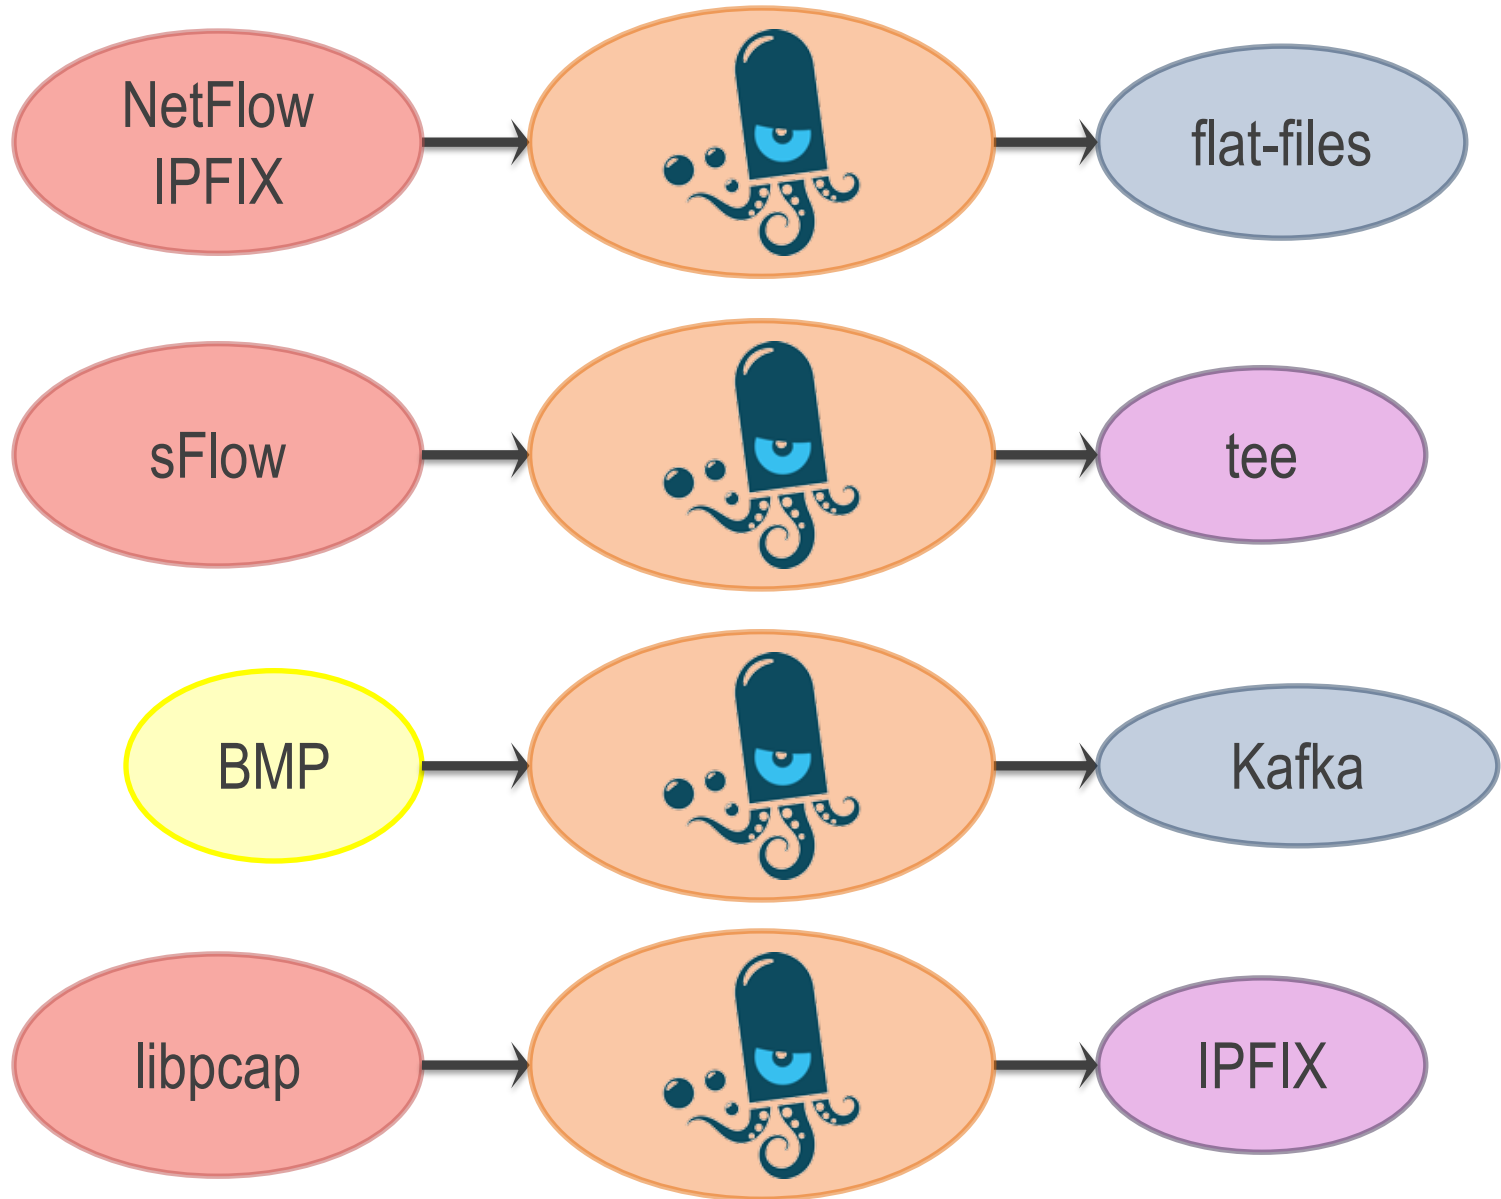 NetFlow
IPFIX
flat-files
sFlow
tee
BMP
Kafka
libpcap
IPFIX